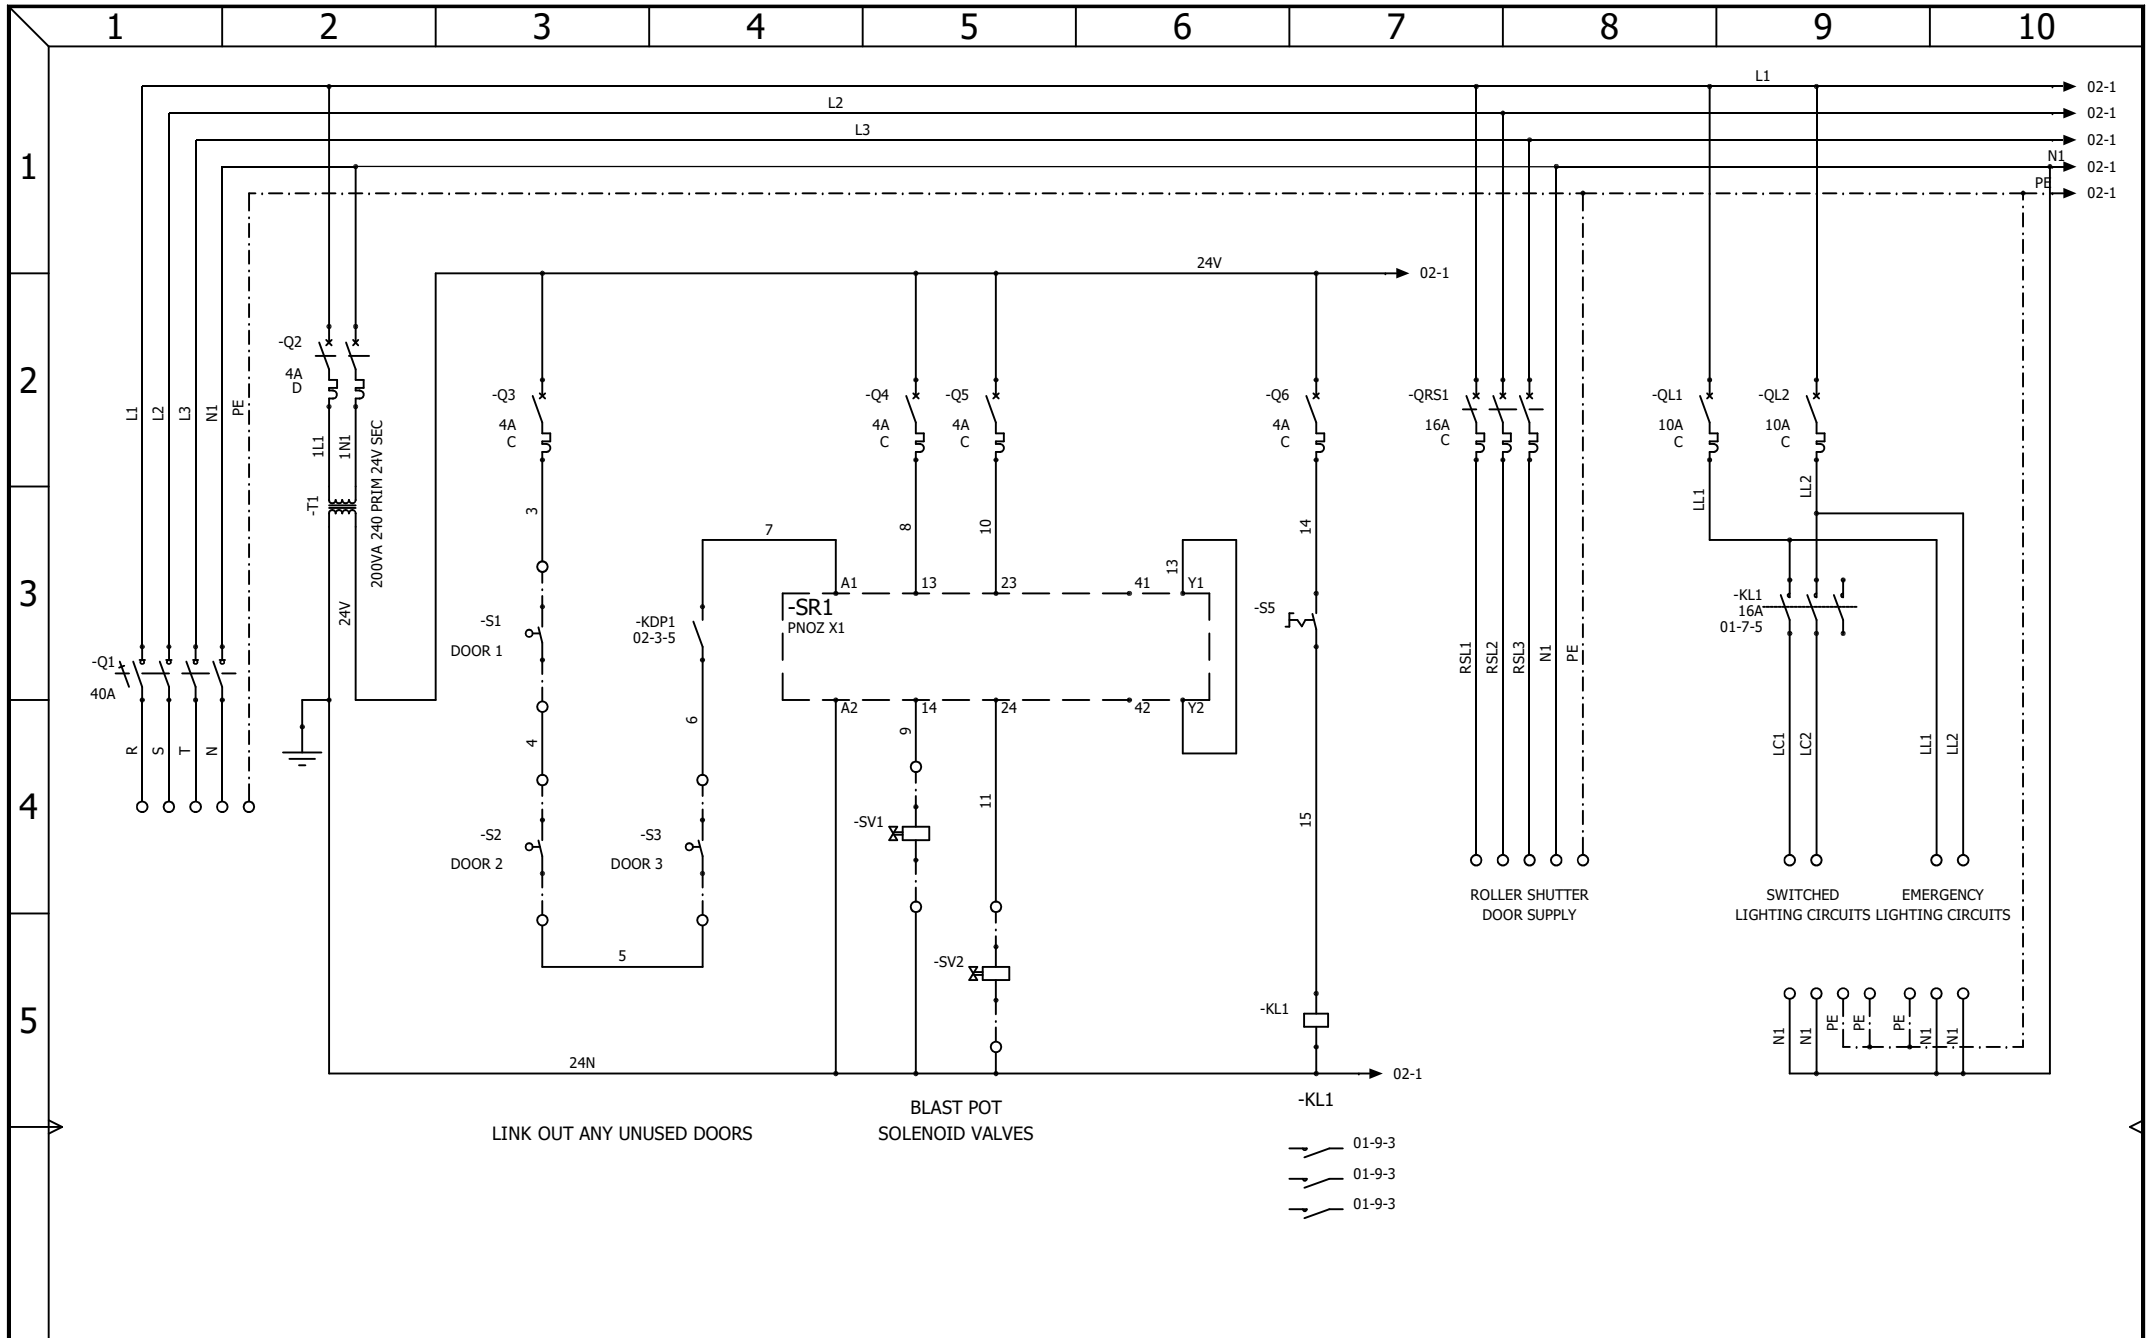 1 2 3 4 5 6 7 8 9 10
1
2
3
4
5
L1
L2
L3
N1
PE
02-1
02-1
02-1
02-1
02-1
24V
02-1
L1
L2
L3
N1
PE
-Q1
40A
R
S
T
N
-Q2
4A
D
1L1
1N1
-T1
200VA 240 PRIM 24V SEC
24V
-Q3
4A
C
3
-S1
DOOR 1
4
-S2
DOOR 2
5
-S3
DOOR 3
6
-KDP1
02-3-5
7
-Q4
4A
C
8
-Q5
4A
C
10
-SR1
PNOZ X1
A1
13
23
41
Y1
A2
14
24
42
Y2
13
9
-SV1
11
-SV2
-Q6
4A
C
14
-S5
15
-KL1
24N
02-1
-QRS1
16A
C
RSL1
RSL2
RSL3
N1
PE
ROLLER SHUTTER
DOOR SUPPLY
-QL1
10A
C
LL1
-QL2
10A
C
LL2
-KL1
16A
01-7-5
LC1
LC2
LL1
LL2
SWITCHED
LIGHTING CIRCUITS
EMERGENCY
LIGHTING CIRCUITS
N1
N1
PE
PE
PE
N1
N1
LINK OUT ANY UNUSED DOORS
BLAST POT
SOLENOID VALVES
-KL1
01-9-3
01-9-3
01-9-3